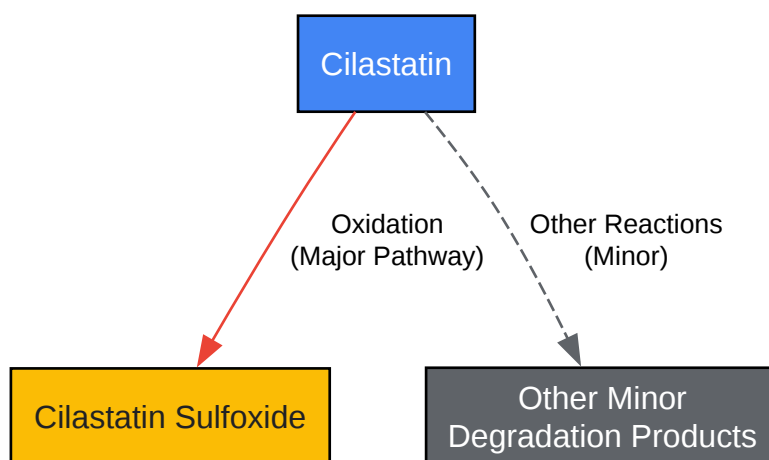 Cilastatin
Oxidation
(Major Pathway)
Other Reactions
(Minor)
Cilastatin Sulfoxide
Other Minor
Degradation Products